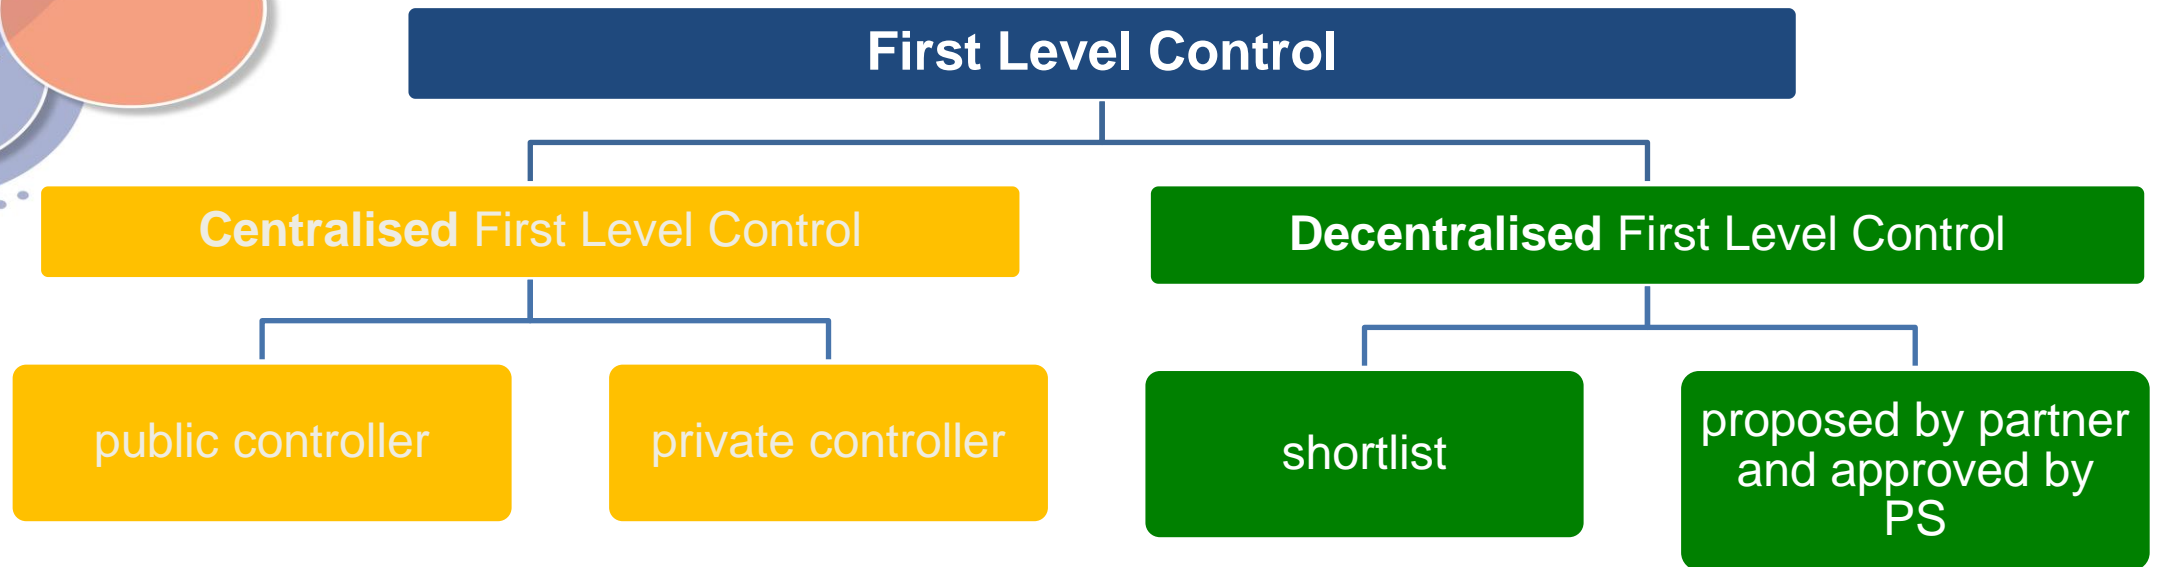 First Level Control
Centralised First Level Control
Decentralised First Level Control
public controller
private controller
shortlist
proposed by partner
and approved by
PS